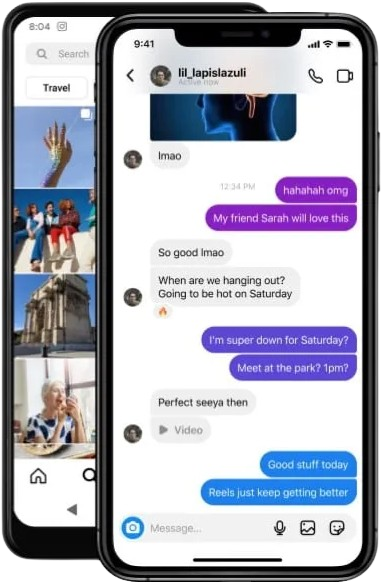 8:04
Search
Travel
9:41
lil_lapislazuli
Active now
lmao
12:34 PM
hahahah omg
My friend Sarah will love this
So good lmao
When are we hanging out?
Going to be hot on Saturday
I'm super down for Saturday?
Meet at the park? 1pm?
Perfect seeya then
Video
Good stuff today
Reels just keep getting better
Message...